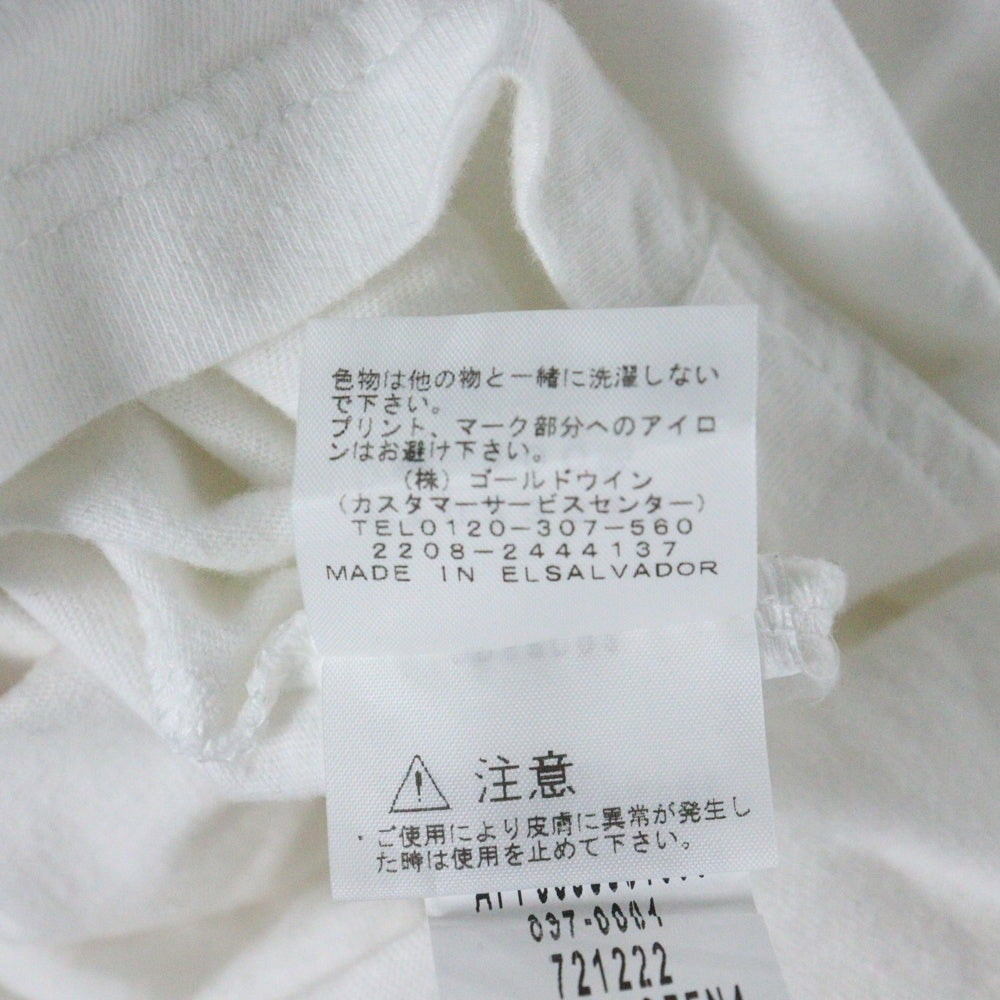 色物は他の物と一緒に洗濯しない
で下さい。
プリント、マーク部分へのアイロ
ンはお避け下さい。
(株) ゴールドウイン
(カスタマーサービスセンター)
TEL0120-307-560
2208-2444137
MADE IN ELSALVADOR
注意
・ご使用により皮膚に異常が発生し
た時は使用を止めて下さい。
097-0001
721222